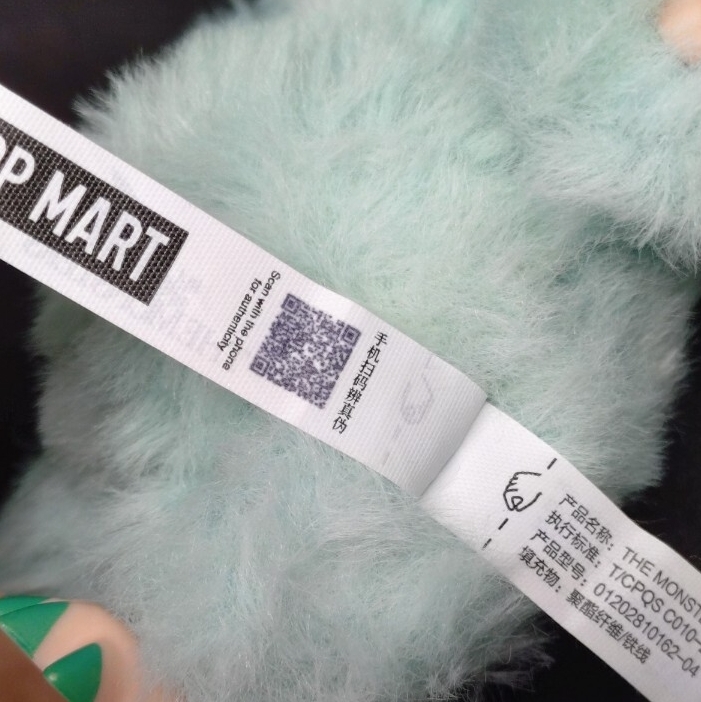 OP MART
Scan with the phone
for authenticity
手机扫码辨真伪
产品名称: THE MONST
执行标准: T/CPQS C010-
产品型号: 01202810162-04
填充物: 聚酯纤维/铁线